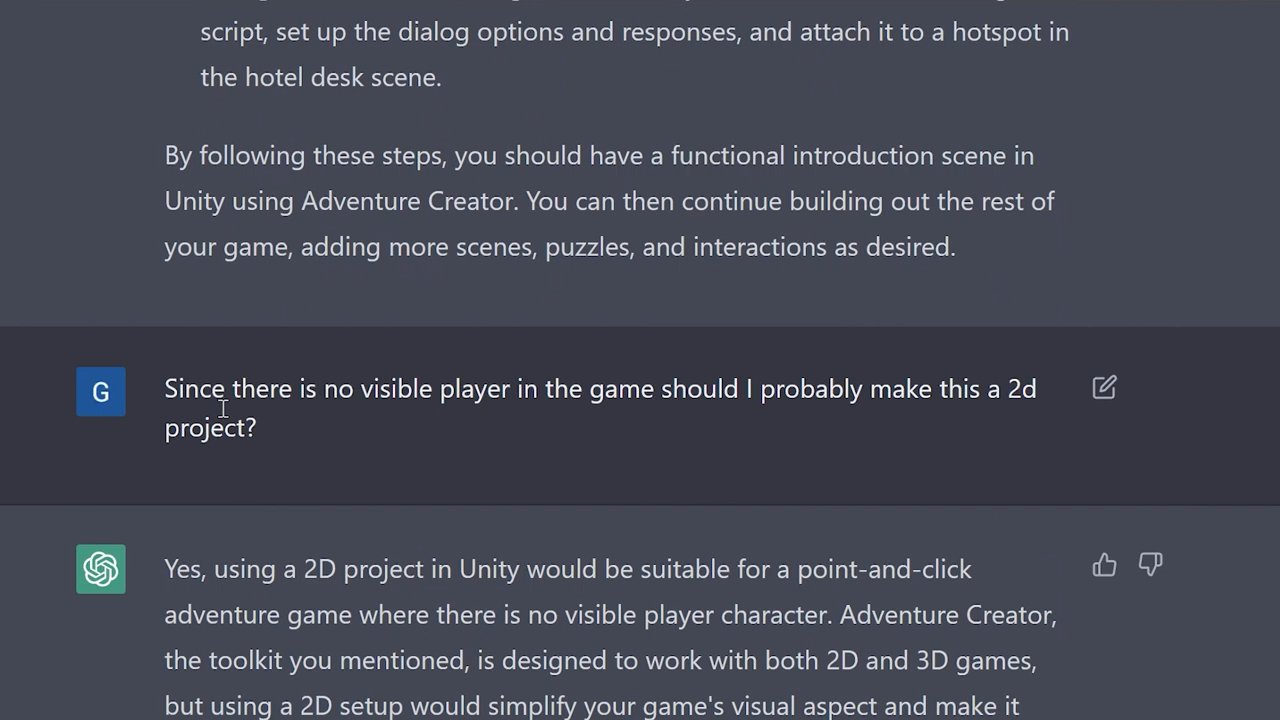 script, set up the dialog options and responses, and attach it to a hotspot in
the hotel desk scene.
By following these steps, you should have a functional introduction scene in
Unity using Adventure Creator. You can then continue building out the rest of
your game, adding more scenes, puzzles, and interactions as desired.
G
Since there is no visible player in the game should I probably make this a 2d
project?
Yes, using a 2D project in Unity would be suitable for a point-and-click
adventure game where there is no visible player character. Adventure Creator,
the toolkit you mentioned, is designed to work with both 2D and 3D games,
but using a 2D setup would simplify your game's visual aspect and make it